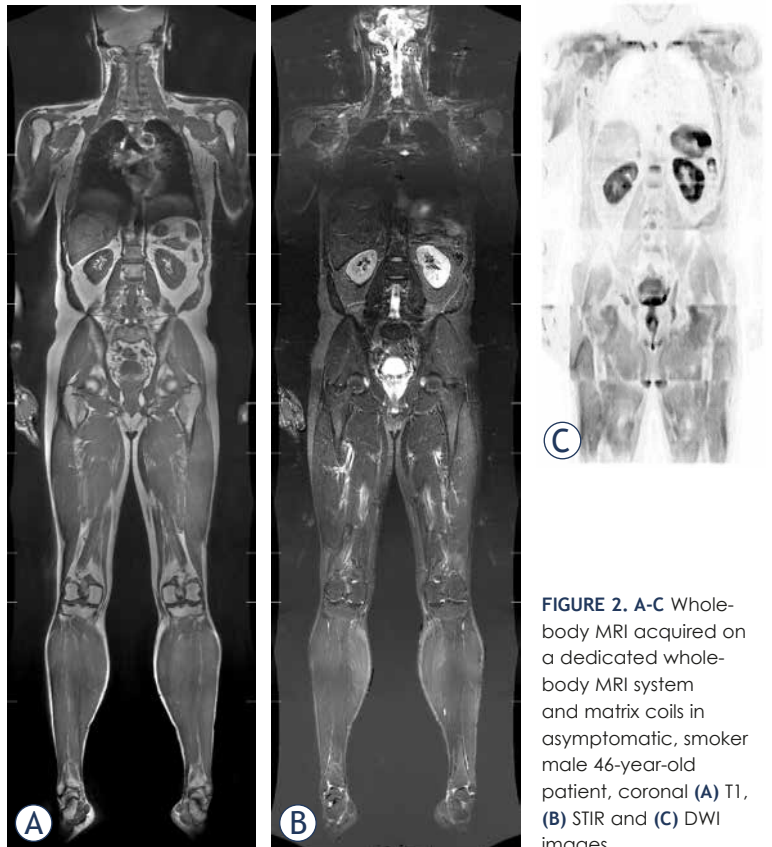 A
B
C
FIGURE 2. A-C Whole-
body MRI acquired on
a dedicated whole-
body MRI system
and matrix coils in
asymptomatic, smoker
male 46-year-old
patient, coronal (A) T1,
(B) STIR and (C) DWI
images